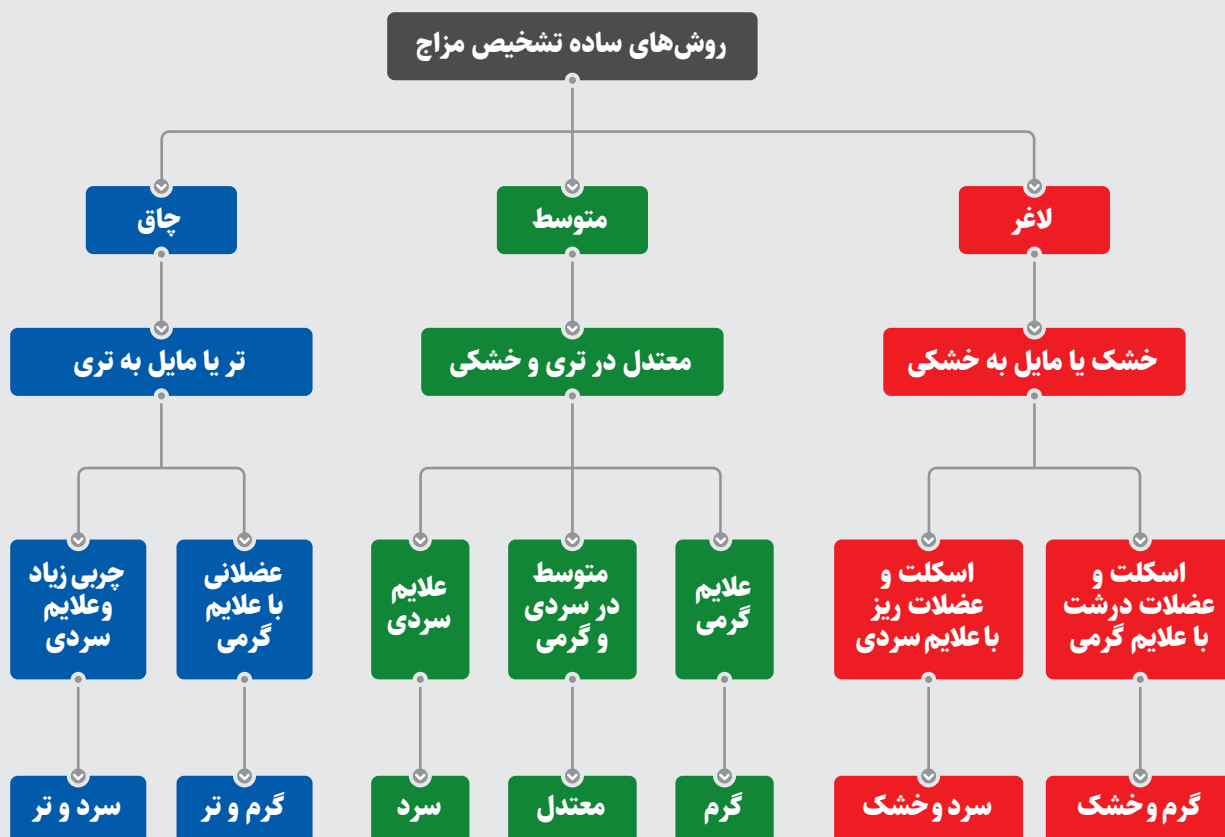 روش‌های ساده تشخیص مزاج
لاغر
متوسط
چاق
خشک یا مایل به خشکی
معتدل در تری و خشکی
تر یا مایل به تری
اسکلت و
عضلات درشت
با علایم گرمی
اسکلت و
عضلات ریز
با علایم سردی
علایم
گرمی
متوسط
در سردی
و گرمی
علایم
سردی
عضلانی
با علایم
گرمی
چربی زیاد
وعلایم
سردی
گرم وخشک
سرد وخشک
گرم
معتدل
سرد
گرم و تر
سرد و تر